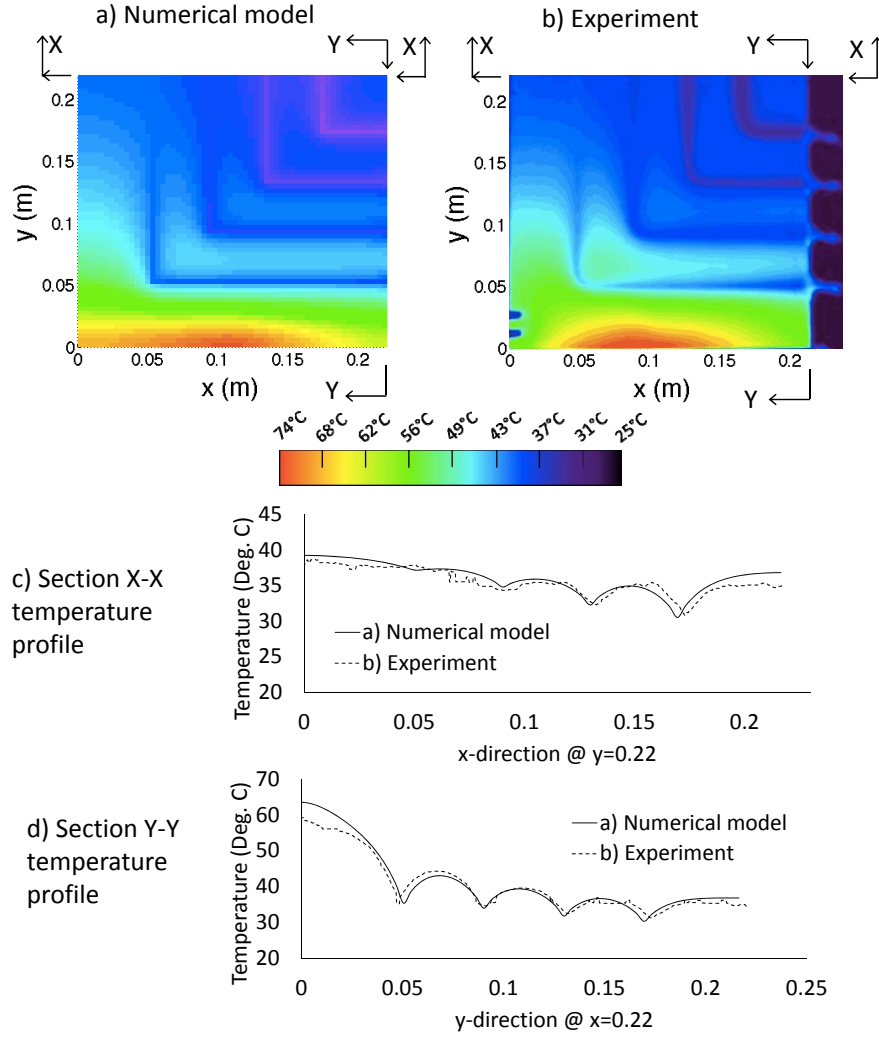 a) Numerical model
b) Experiment
X
Y
X
X
Y
X
0.2
0.15
0.1
0.05
0
y (m)
0
0.05
0.1
0.15
0.2
x (m)
Y
0.2
0.15
0.1
0.05
0
y (m)
0
0.05
0.1
0.15
0.2
x (m)
Y
74°C
68°C
62°C
56°C
49°C
43°C
37°C
31°C
25°C
c) Section X-X
temperature
profile
Temperature (Deg. C)
45
40
35
30
25
20
a) Numerical model
b) Experiment
0
0.05
0.1
0.15
0.2
x-direction @ y=0.22
d) Section Y-Y
temperature
profile
Temperature (Deg. C)
70
60
50
40
30
20
a) Numerical model
b) Experiment
0
0.05
0.1
0.15
0.2
0.25
y-direction @ x=0.22